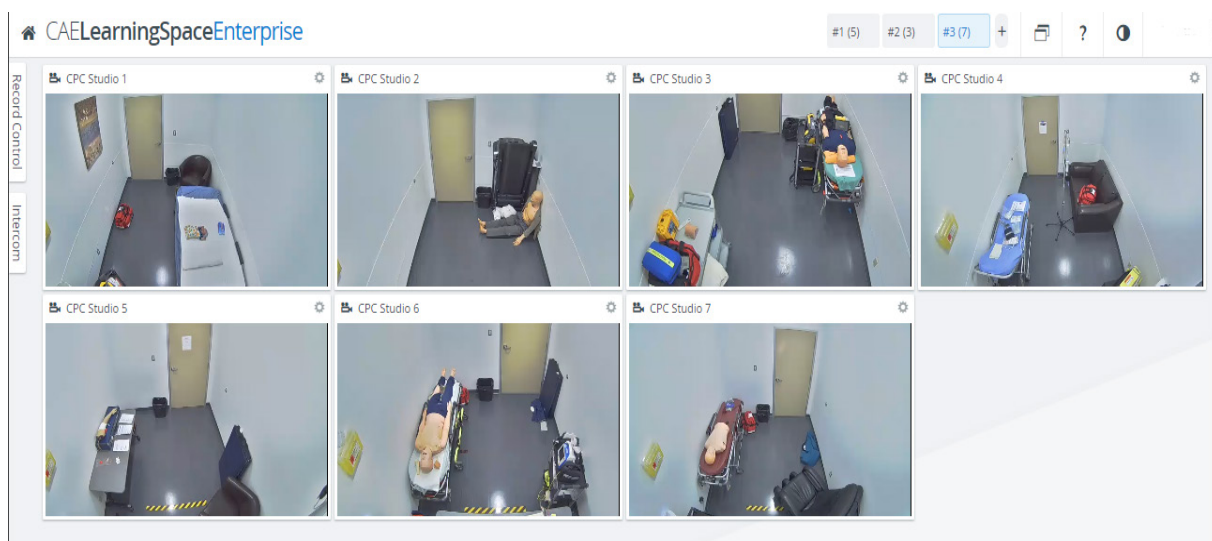 CAELearningSpaceEnterprise
#1 (5)
#2 (3)
#3 (7)
+
?
Record Control
Intercom
CPC Studio 1
CPC Studio 2
CPC Studio 3
CPC Studio 4
CPC Studio 5
CPC Studio 6
CPC Studio 7